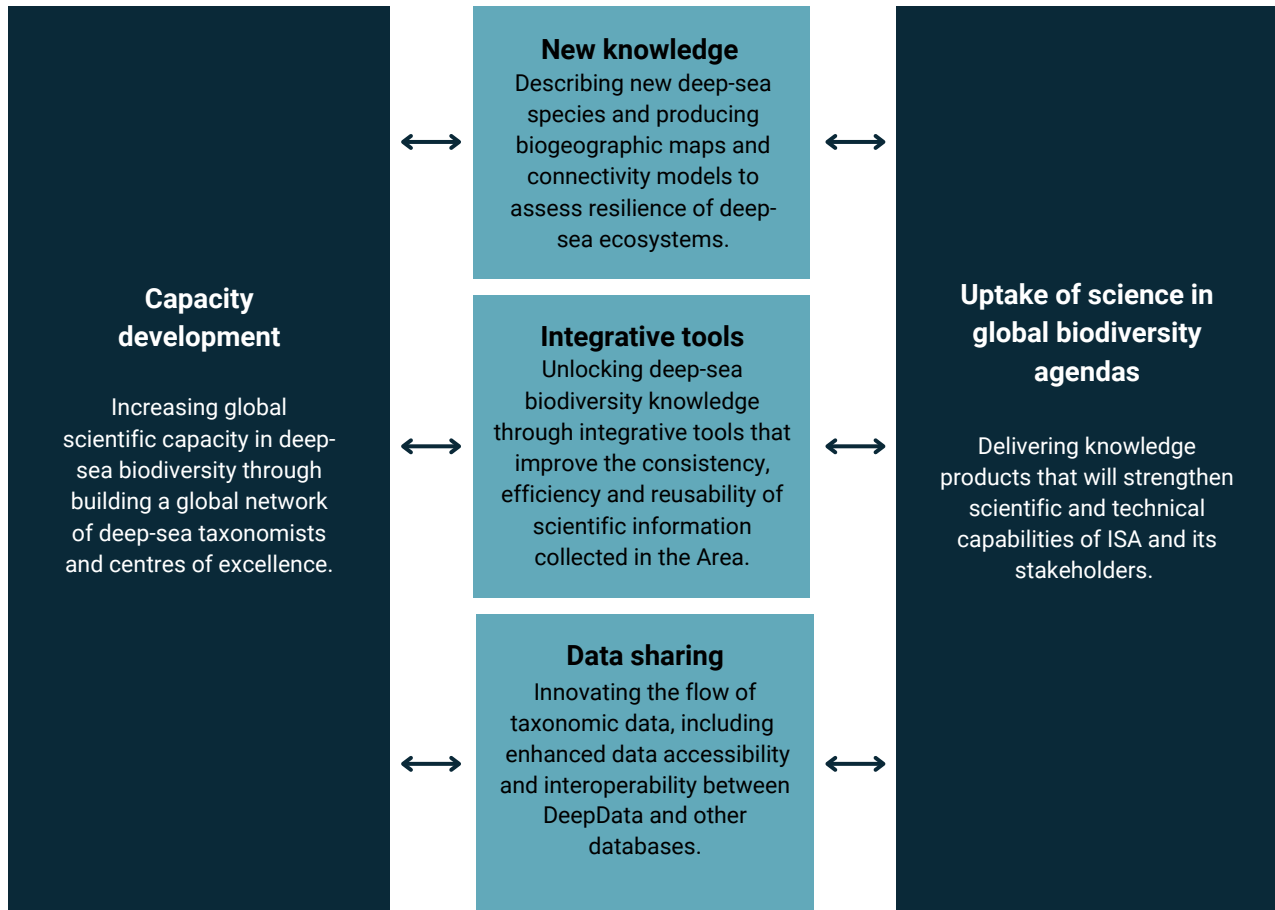 Capacity
development
Increasing global
scientific capacity in deep-
sea biodiversity through
building a global network
of deep-sea taxonomists
and centres of excellence.
New knowledge
Describing new deep-sea
species and producing
biogeographic maps and
connectivity models to
assess resilience of deep-
sea ecosystems.
Integrative tools
Unlocking deep-sea
biodiversity knowledge
through integrative tools that
improve the consistency,
efficiency and reusability of
scientific information
collected in the Area.
Data sharing
Innovating the flow of
taxonomic data, including
enhanced data accessibility
and interoperability between
DeepData and other
databases.
Uptake of science in
global biodiversity
agendas
Delivering knowledge
products that will strengthen
scientific and technical
capabilities of ISA and its
stakeholders.